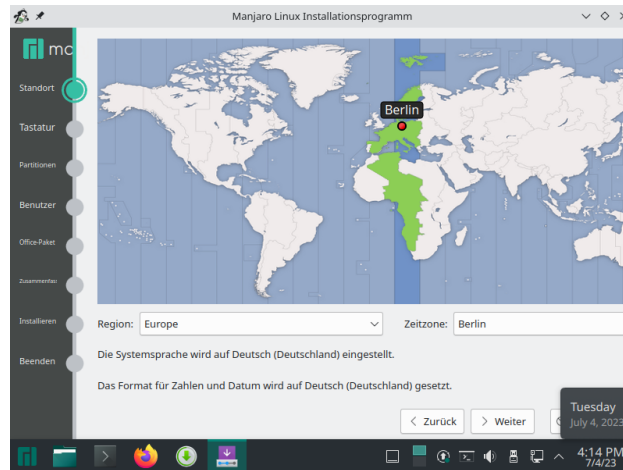 Manjaro Linux Installationsprogramm
Standort
Tastatur
Partitionen
Benutzer
Office-Paket
Installieren
Beenden
Berlin
Region: Europe Zeitzone: Berlin
Die Systemsprache wird auf Deutsch (Deutschland) eingestellt.
Das Format für Zahlen und Datum wird auf Deutsch (Deutschland) gesetzt.
< Zurück > Weiter
Tuesday
July 4, 2023
4:14 PM
7/4/23